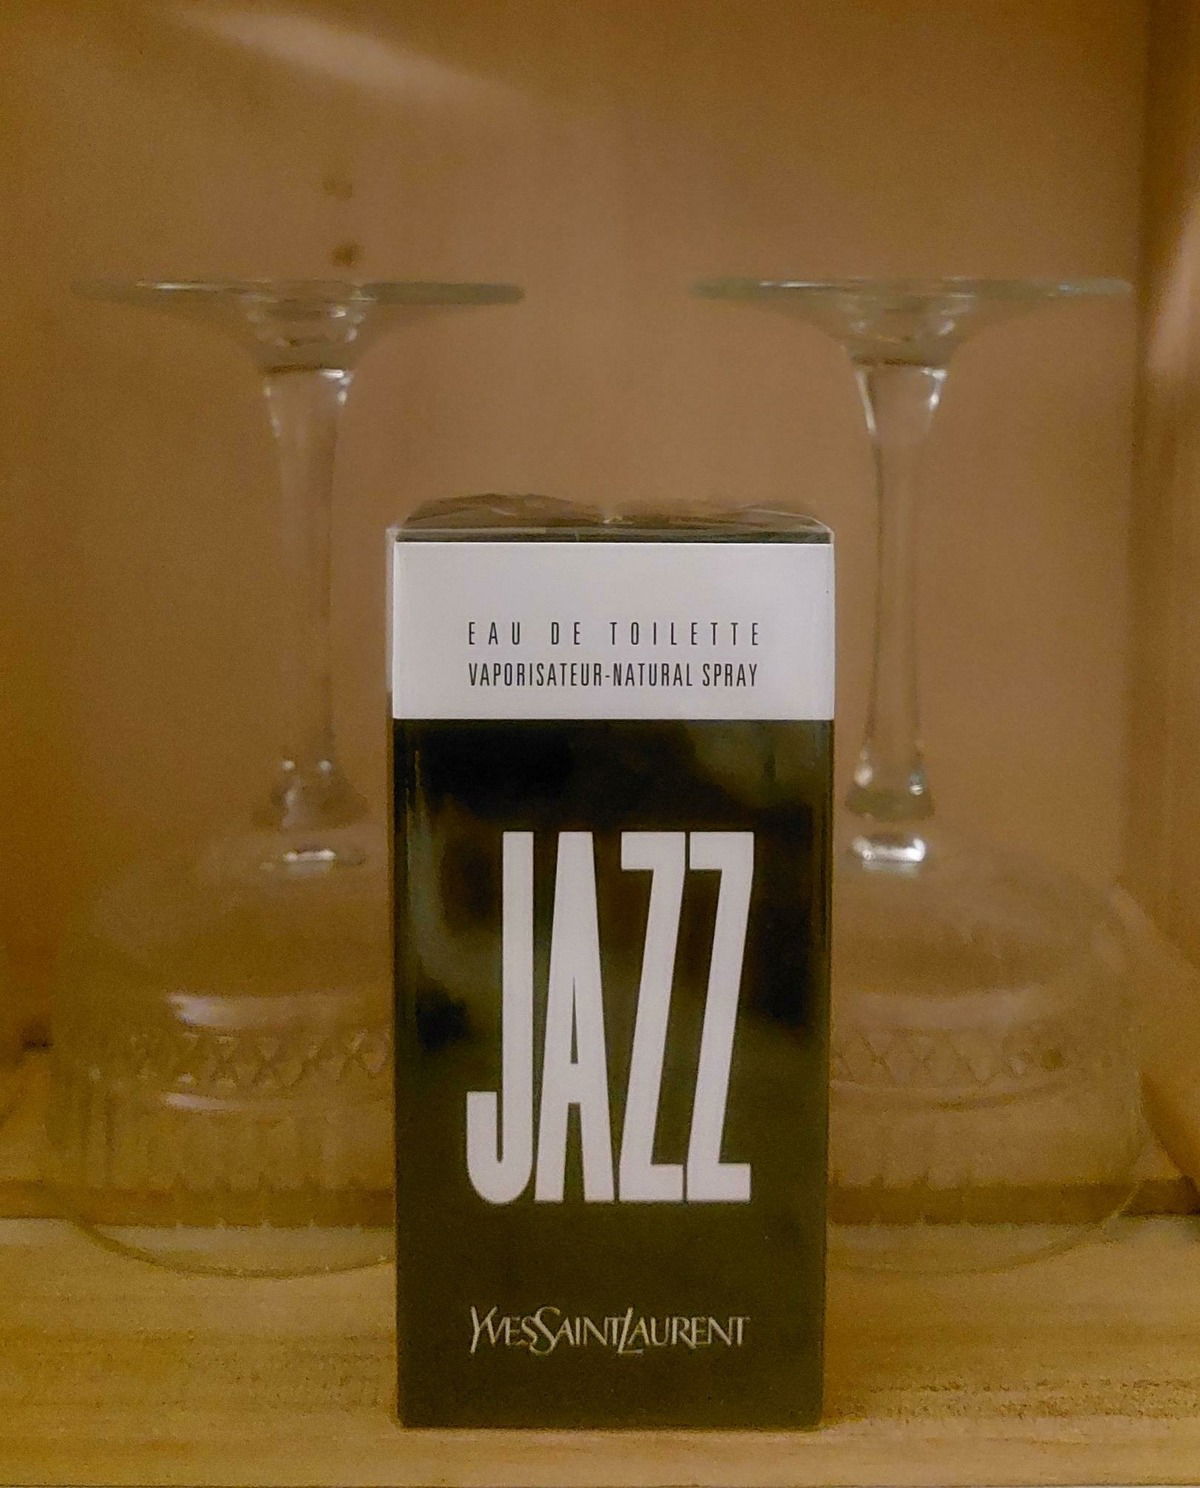 EAU DE TOILETTE
VAPORISATEUR-NATURAL SPRAY
JAZZ
YVESSAINTLAURENT